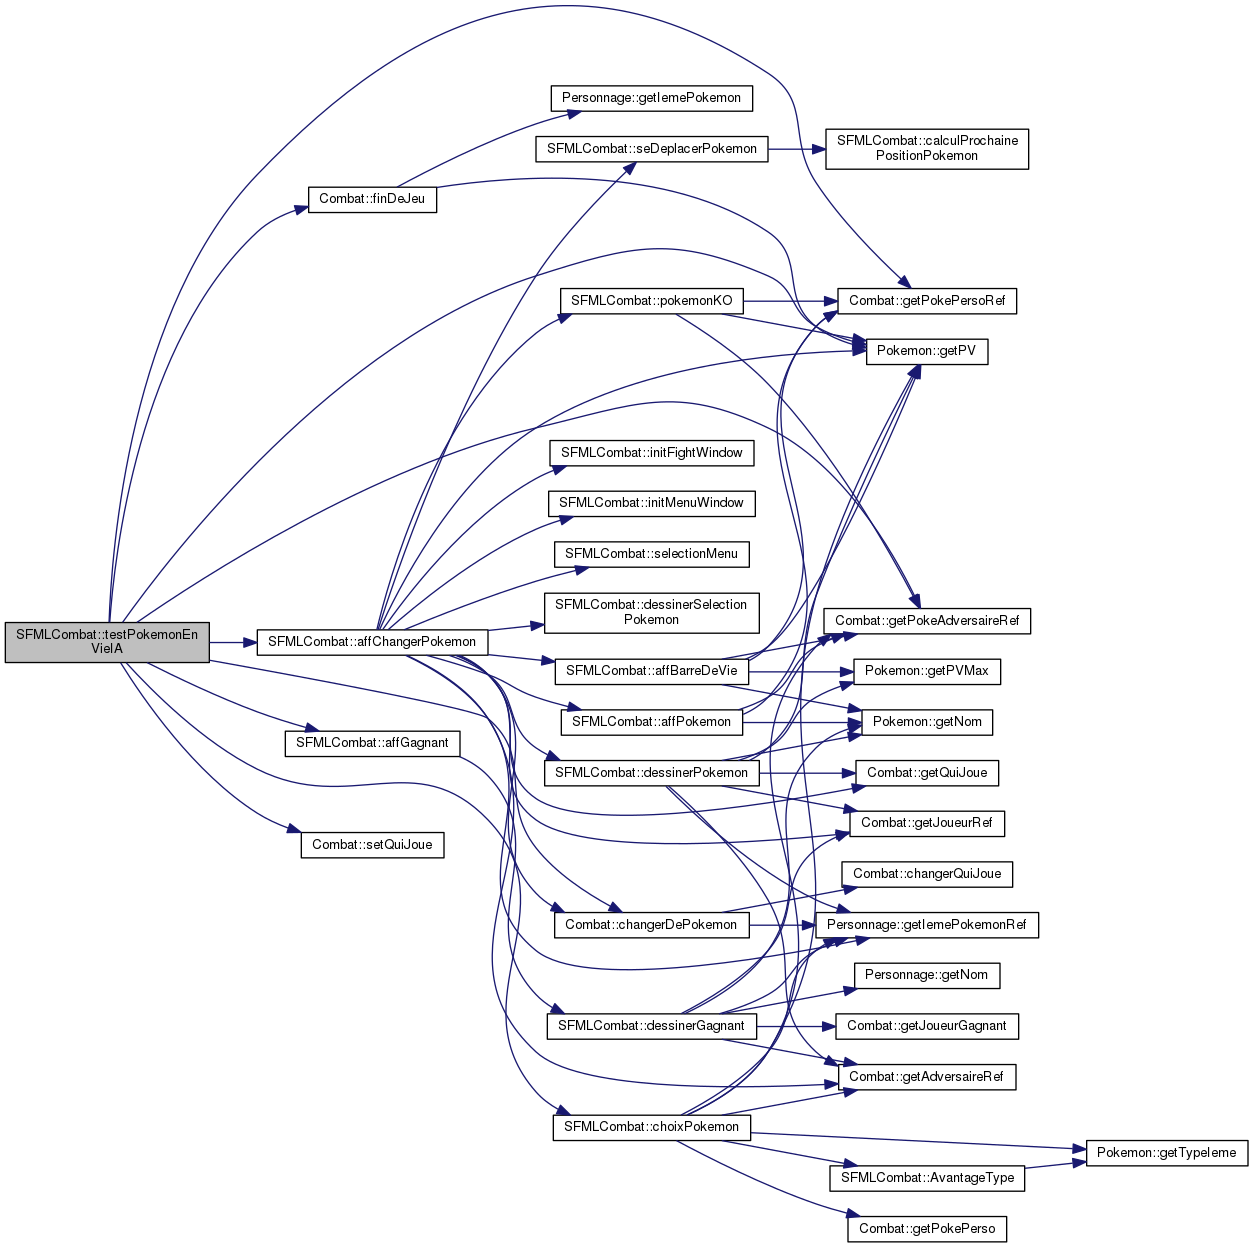 Personnage::getIemePokemon
SFMLCombat::seDeplacerPokemon
SFMLCombat::calculProchaine
PositionPokemon
Combat::finDeJeu
SFMLCombat::pokemonKO
Combat::getPokePersoRef
Pokemon::getPV
SFMLCombat::initFightWindow
SFMLCombat::initMenuWindow
SFMLCombat::selectionMenu
SFMLCombat::dessinerSelection
Pokemon
Combat::getPokeAdversaireRef
SFMLCombat::testPokemonEn
VieIA
SFMLCombat::affChangerPokemon
SFMLCombat::affBarreDeVie
Pokemon::getPVMax
SFMLCombat::affPokemon
Pokemon::getNom
SFMLCombat::affGagnant
SFMLCombat::dessinerPokemon
Combat::getQuiJoue
Combat::getJoueurRef
Combat::setQuiJoue
Combat::changerQuiJoue
Combat::changerDePokemon
Personnage::getIemePokemonRef
Personnage::getNom
SFMLCombat::dessinerGagnant
Combat::getJoueurGagnant
Combat::getAdversaireRef
SFMLCombat::choixPokemon
Pokemon::getTypeIeme
SFMLCombat::AvantageType
Combat::getPokePerso